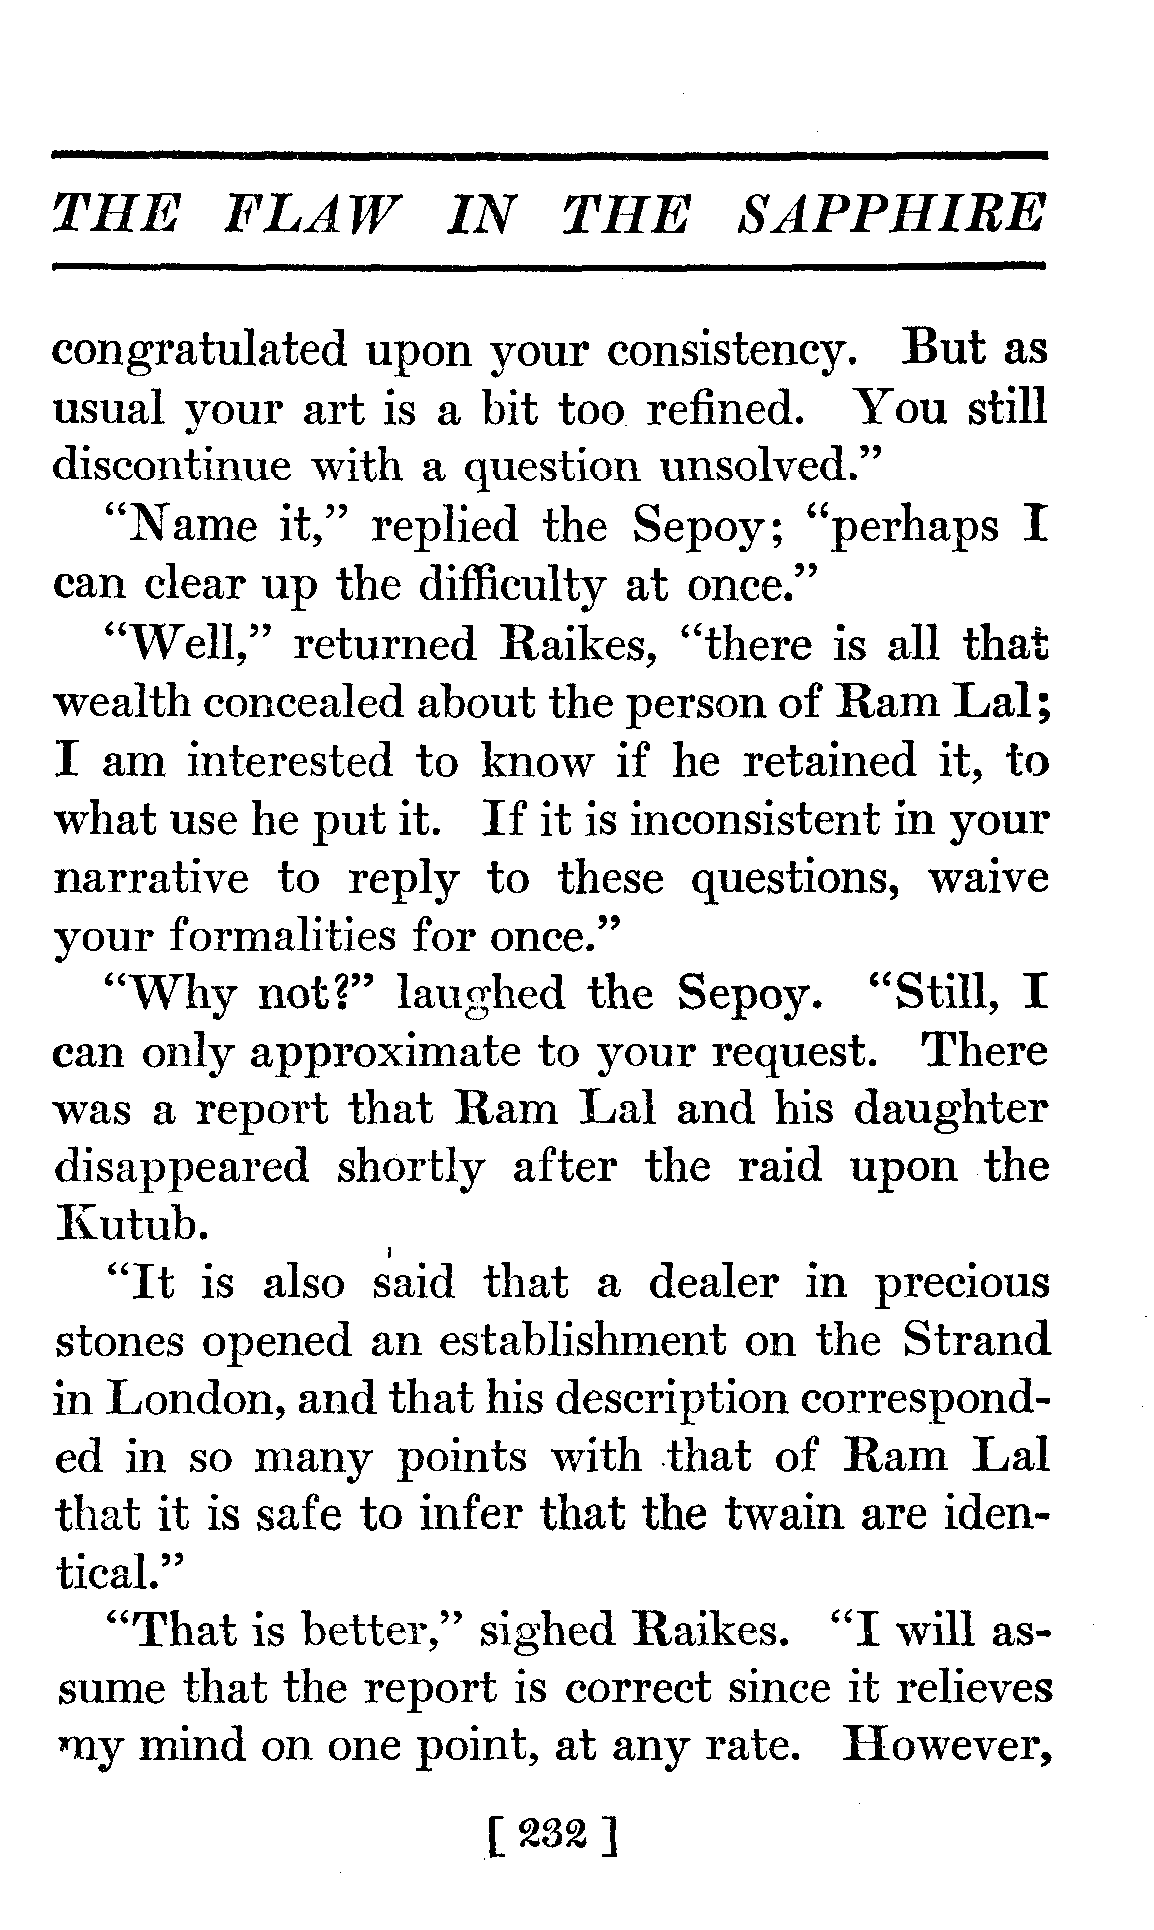 THE FLAW IN THE SAPPHIRE
congratulated upon your consistency. But as
usual your art is a bit too refined. You still
discontinue with a question unsolved.”
“Name it,” replied the Sepoy; “perhaps I
can clear up the difficulty at once.”
“Well,” returned Raikes, “there is all that
wealth concealed about the person of Ram Lal;
I am interested to know if he retained it, to
what use he put it. If it is inconsistent in your
narrative to reply to these questions, waive
your formalities for once.”
“Why not?” laughed the Sepoy. “Still, I
can only approximate to your request. There
was a report that Ram Lal and his daughter
disappeared shortly after the raid upon the
Kutub.
“It is also said that a dealer in precious
stones opened an establishment on the Strand
in London, and that his description correspond-
ed in so many points with that of Ram Lal
that it is safe to infer that the twain are iden-
tical.”
“That is better,” sighed Raikes. “I will as-
sume that the report is correct since it relieves
my mind on one point, at any rate. However,
[ 232 ]